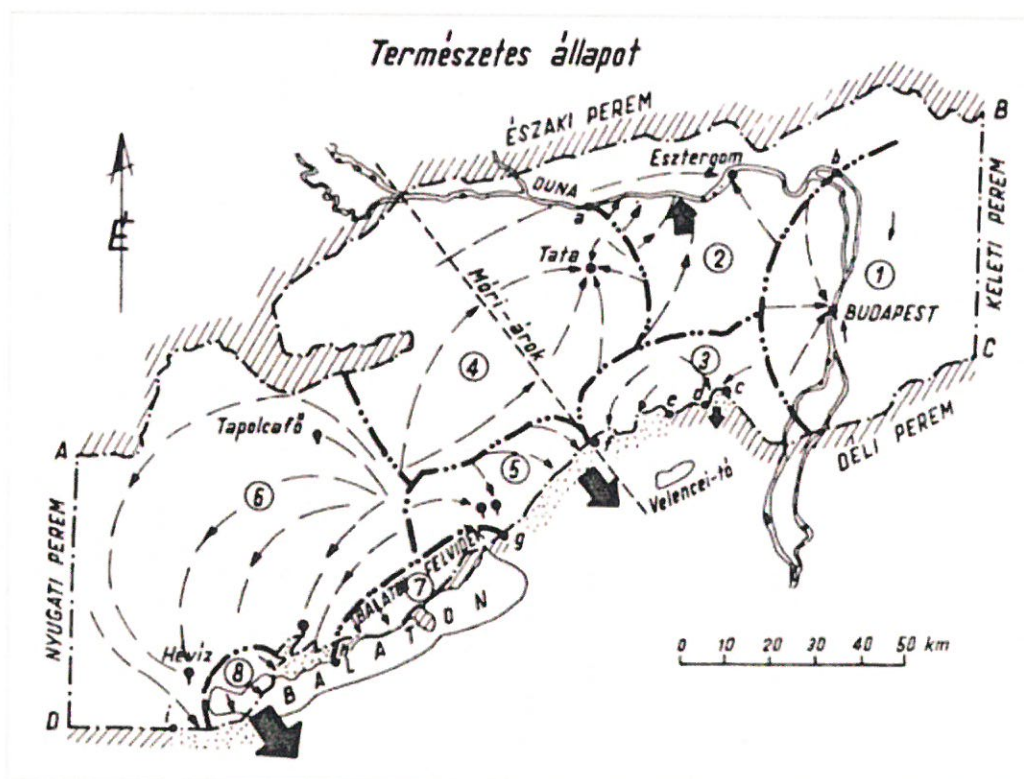 Természetes állapot
ÉSZAKI PEREM
B
Esztergom
b
DUNA
a
É
Tata
2
1
KELETI PEREM
Móri-árok
BUDAPEST
3
C
4
d
c
e
Tapolcafő
DÉLI PEREM
A
5
Velencei-tó
6
g
NYUGATI PEREM
FELVIDÉK
7
Hévíz
8
BALATON
0 10 20 30 40 50 km
D